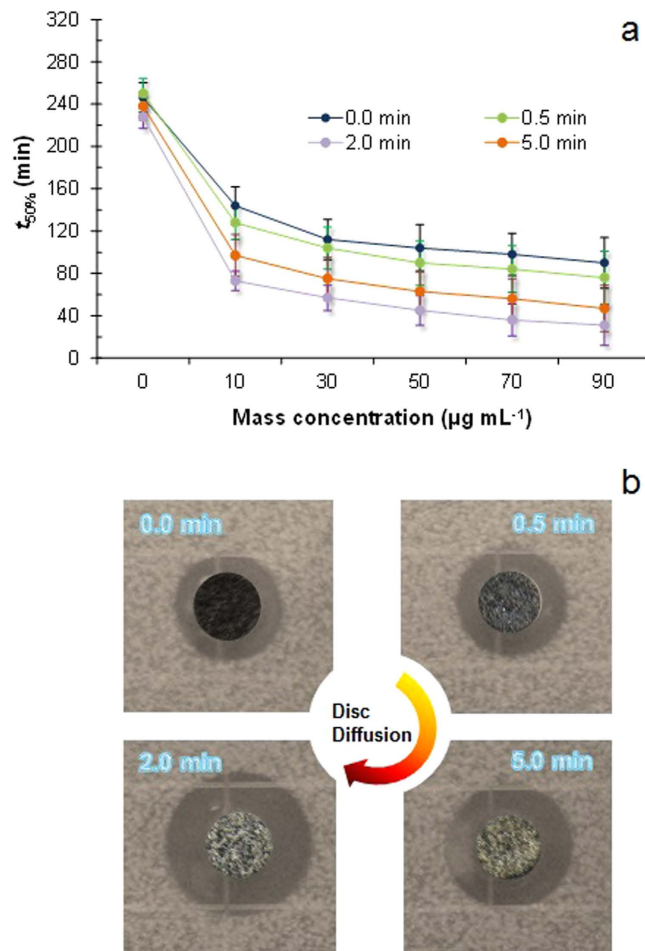 a
320
280
240
200
160
120
80
40
0
t50% (min)
0.0 min
0.5 min
2.0 min
5.0 min
0
10
30
50
70
90
Mass concentration (µg mL-1)
b
0.0 min
0.5 min
Disc
Diffusion
2.0 min
5.0 min